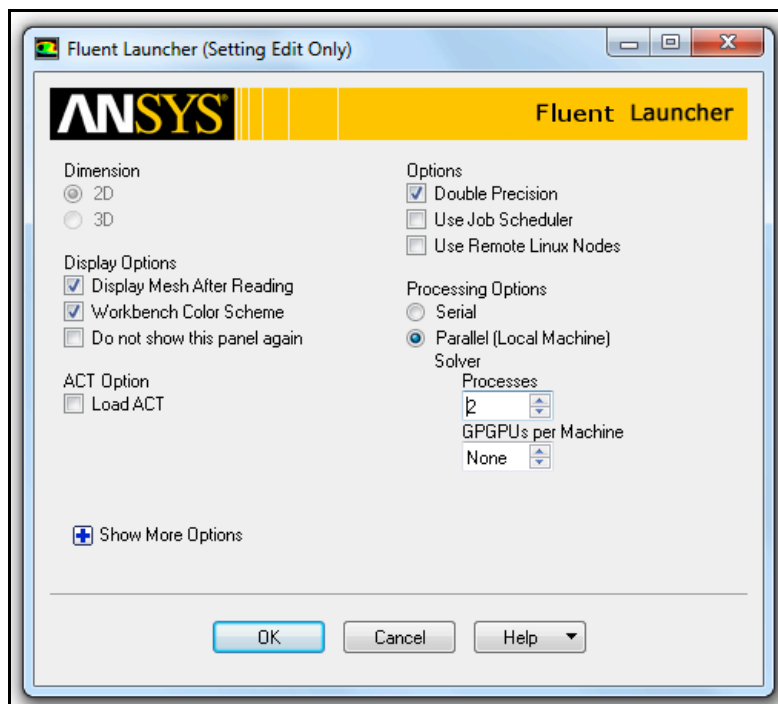 Fluent Launcher (Setting Edit Only)
ANSYS®
Fluent Launcher
Dimension
2D
3D
Display Options
Display Mesh After Reading
Workbench Color Scheme
Do not show this panel again
ACT Option
Load ACT
Show More Options
Options
Double Precision
Use Job Scheduler
Use Remote Linux Nodes
Processing Options
Serial
Parallel (Local Machine)
Solver
Processes
2
GPGPUs per Machine
None
OK
Cancel
Help